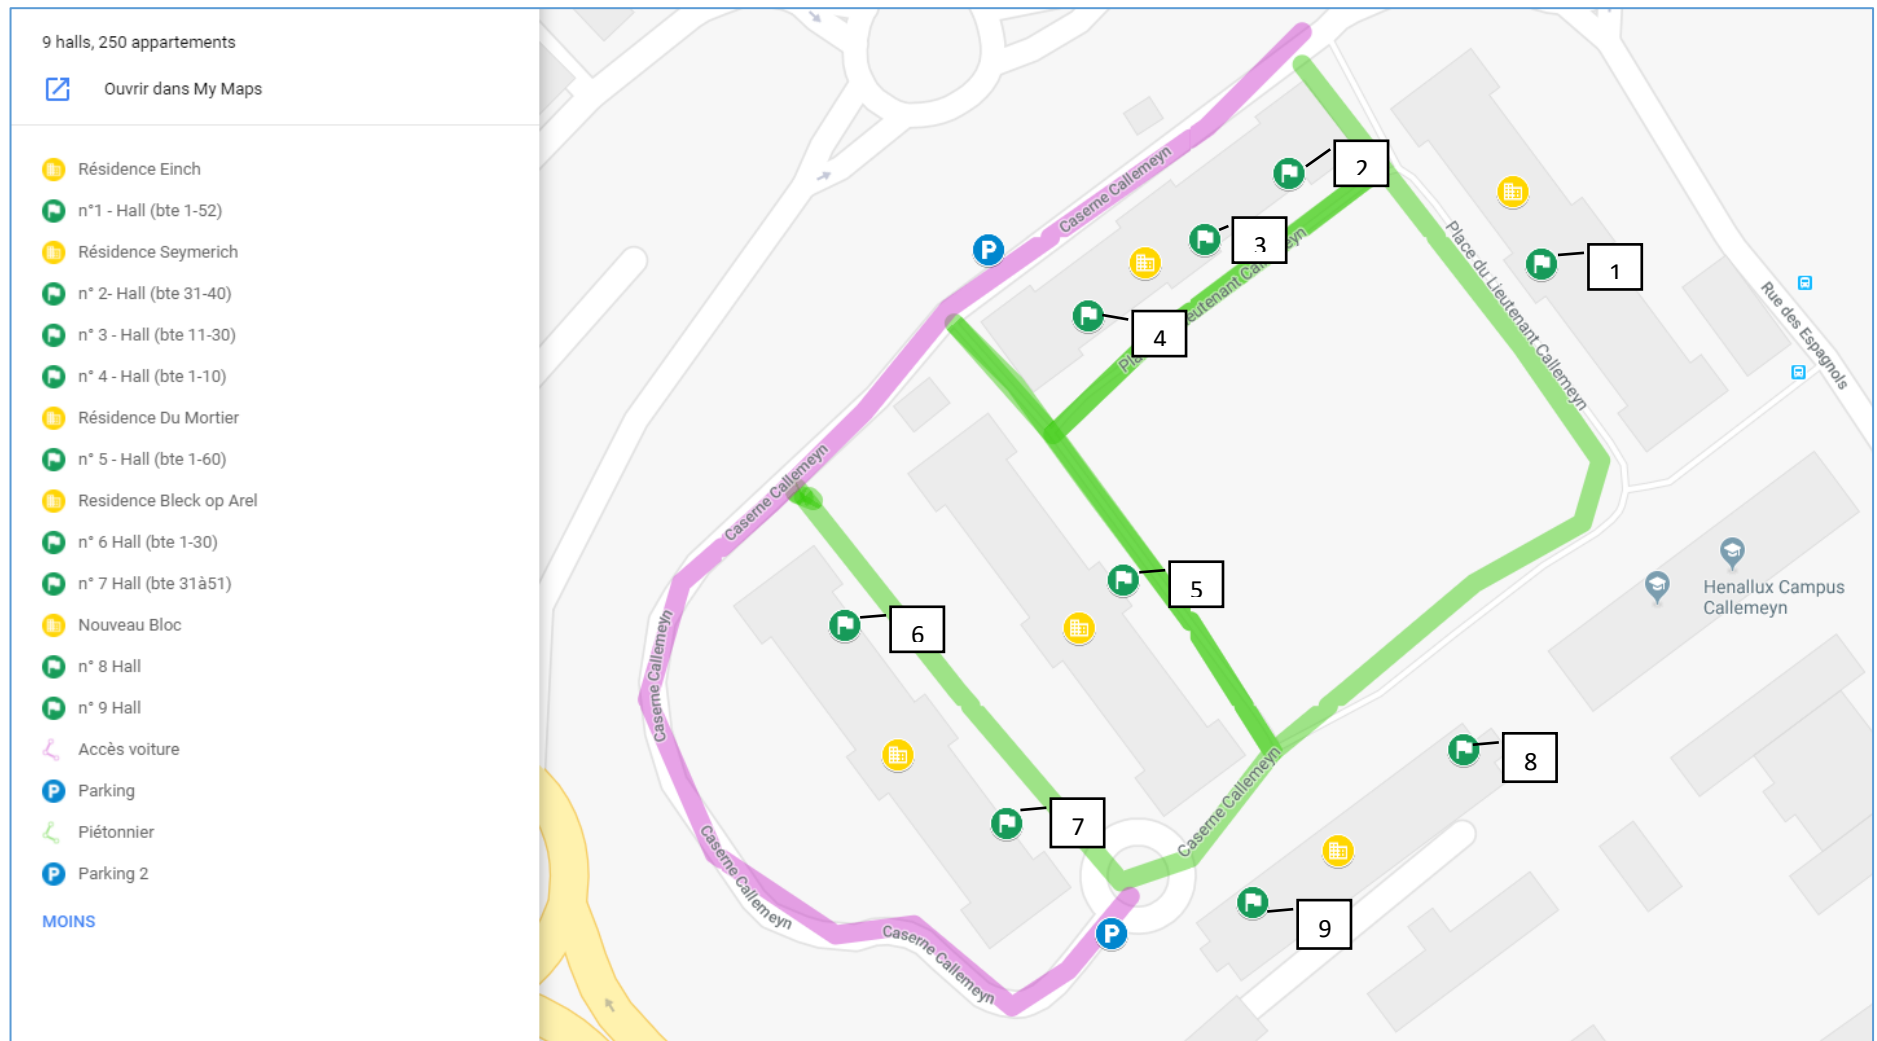 9 halls, 250 appartements
Ouvrir dans My Maps
Résidence Einch
n°1 - Hall (bte 1-52)
Résidence Seymerich
n° 2- Hall (bte 31-40)
n° 3 - Hall (bte 11-30)
n° 4 - Hall (bte 1-10)
Résidence Du Mortier
n° 5 - Hall (bte 1-60)
Residence Bleck op Arel
n° 6 Hall (bte 1-30)
n° 7 Hall (bte 31à51)
Nouveau Bloc
n° 8 Hall
n° 9 Hall
Accès voiture
P Parking
Piétonnier
P Parking 2
MOINS
Caserne Callemeyn
2
3
1
P
4
Place du Lieutenant Callemeyn
Rue des Espagnols
Caserne Callemeyn
5
6
Henallux Campus
Callemeyn
Caserne Callemeyn
8
7
Caserne Callemeyn
Caserne Callemeyn
9
P
Caserne Callemeyn